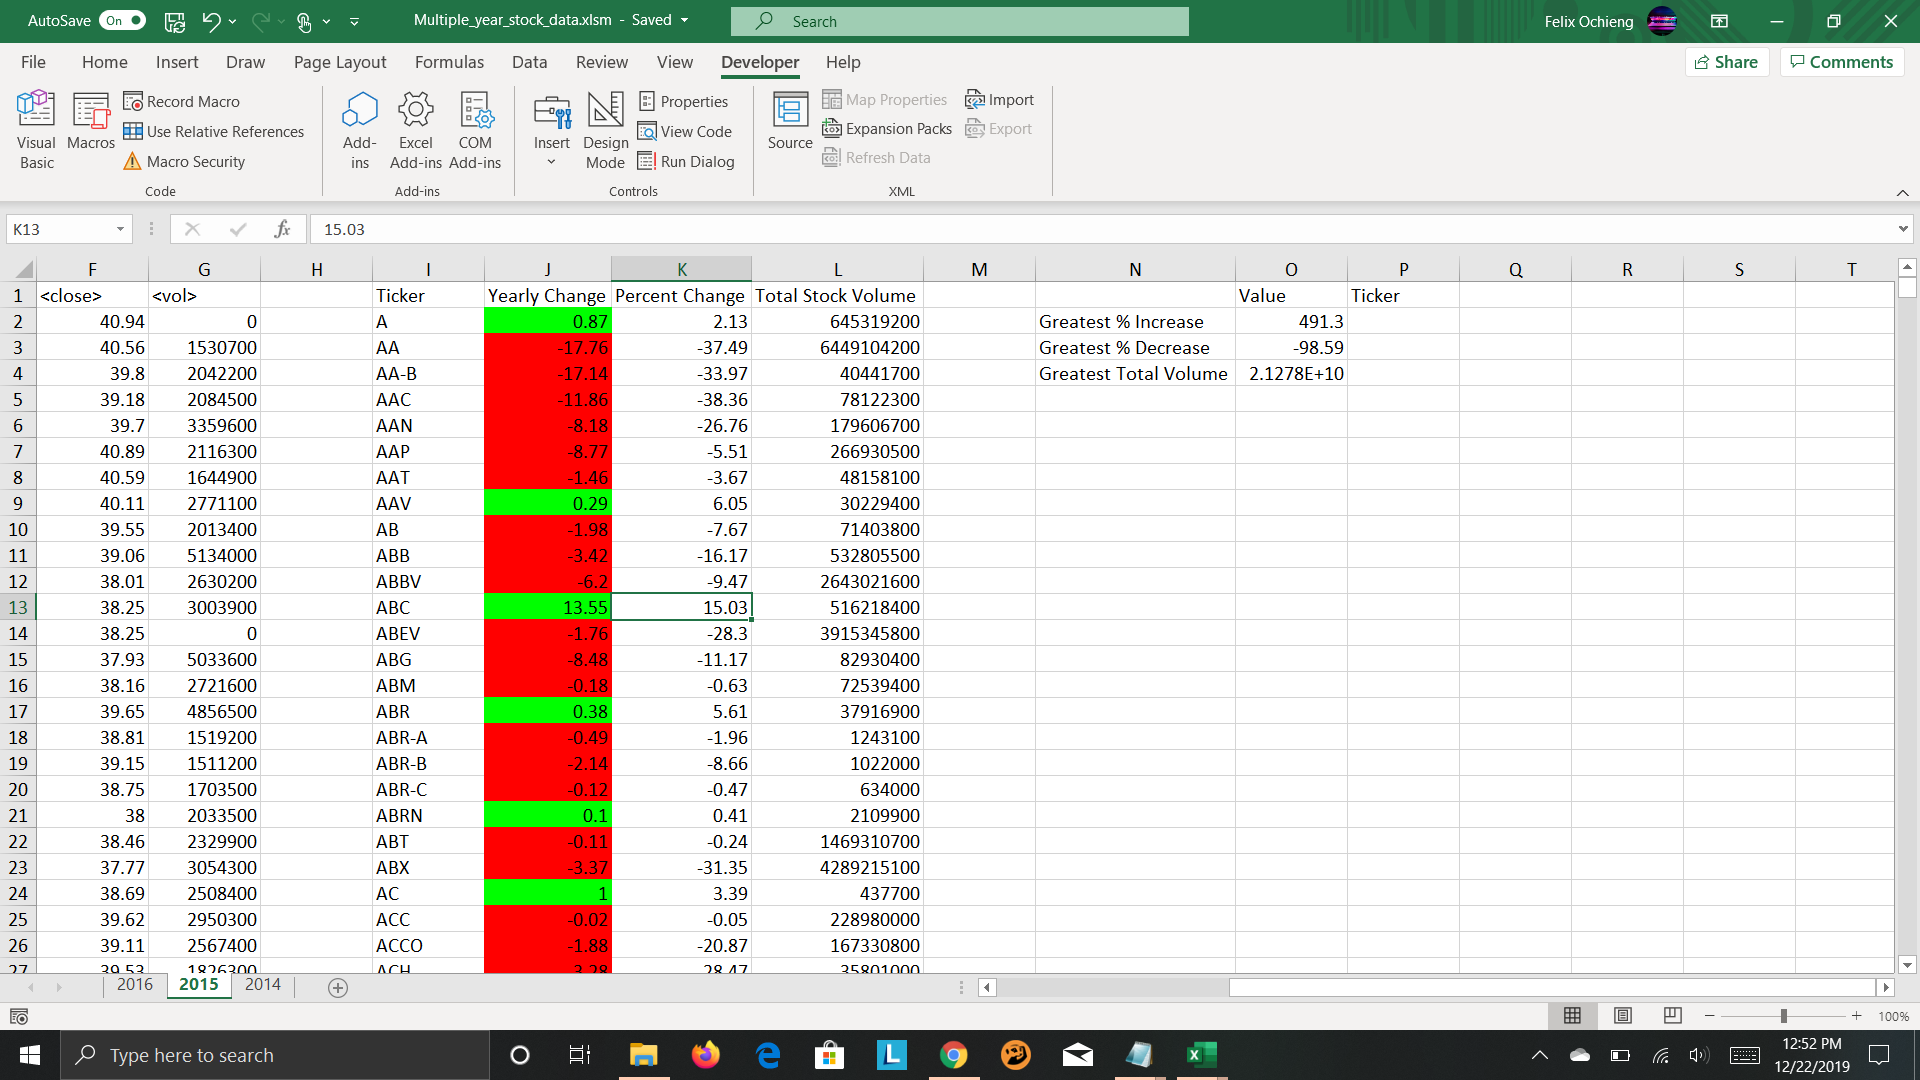 AutoSave On Multiple_year_stock_data.xlsm - Saved Search Felix Ochieng
File Home Insert Draw Page Layout Formulas Data Review View Developer Help Share Comments
Visual Basic
Macros
Record Macro
Use Relative References
Macro Security
Code
Add-ins
Excel Add-ins
COM Add-ins
Add-ins
Insert
Design Mode
Properties
View Code
Run Dialog
Controls
Source
Map Properties
Expansion Packs
Refresh Data
Import
Export
XML
K13 fx 15.03
F G H I J K L M N O P Q R S T
1 <close> <vol> Ticker Yearly Change Percent Change Total Stock Volume Value Ticker
2 40.94 0 A 0.87 2.13 645319200 Greatest % Increase 491.3
3 40.56 1530700 AA -17.76 -37.49 6449104200 Greatest % Decrease -98.59
4 39.8 2042200 AA-B -17.14 -33.97 40441700 Greatest Total Volume 2.1278E+10
5 39.18 2084500 AAC -11.86 -38.36 78122300
6 39.7 3359600 AAN -8.18 -26.76 179606700
7 40.89 2116300 AAP -8.77 -5.51 266930500
8 40.59 1644900 AAT -1.46 -3.67 48158100
9 40.11 2771100 AAV 0.29 6.05 30229400
10 39.55 2013400 AB -1.98 -7.67 71403800
11 39.06 5134000 ABB -3.42 -16.17 532805500
12 38.01 2630200 ABBV -6.2 -9.47 2643021600
13 38.25 3003900 ABC 13.55 15.03 516218400
14 38.25 0 ABEV -1.76 -28.3 3915345800
15 37.93 5033600 ABG -8.48 -11.17 82930400
16 38.16 2721600 ABM -0.18 -0.63 72539400
17 39.65 4856500 ABR 0.38 5.61 37916900
18 38.81 1519200 ABR-A -0.49 -1.96 1243100
19 39.15 1511200 ABR-B -2.14 -8.66 1022000
20 38.75 1703500 ABR-C -0.12 -0.47 634000
21 38 2033500 ABRN 0.1 0.41 2109900
22 38.46 2329900 ABT -0.11 -0.24 1469310700
23 37.77 3054300 ABX -3.37 -31.35 4289215100
24 38.69 2508400 AC 1 3.39 437700
25 39.62 2950300 ACC -0.02 -0.05 228980000
26 39.11 2567400 ACCO -1.88 -20.87 167330800
27 39.53 1826300 ACH -3.28 -28.47 35801000
2016 2015 2014
100%
Type here to search
12:52 PM
12/22/2019